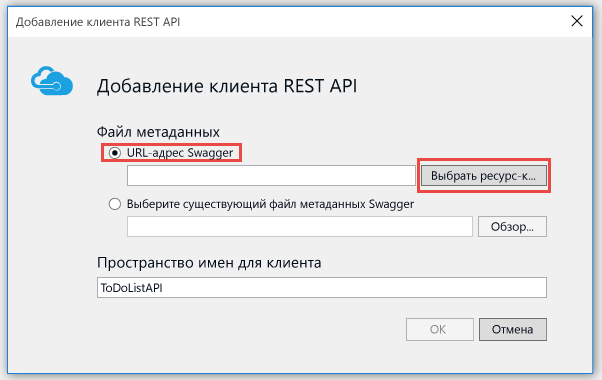 Добавление клиента REST API
Добавление клиента REST API
Файл метаданных
URL-адрес Swagger
Выбрать ресурс-к...
Выберите существующий файл метаданных Swagger
Обзор...
Пространство имен для клиента
ToDoListAPI
ОК
Отмена